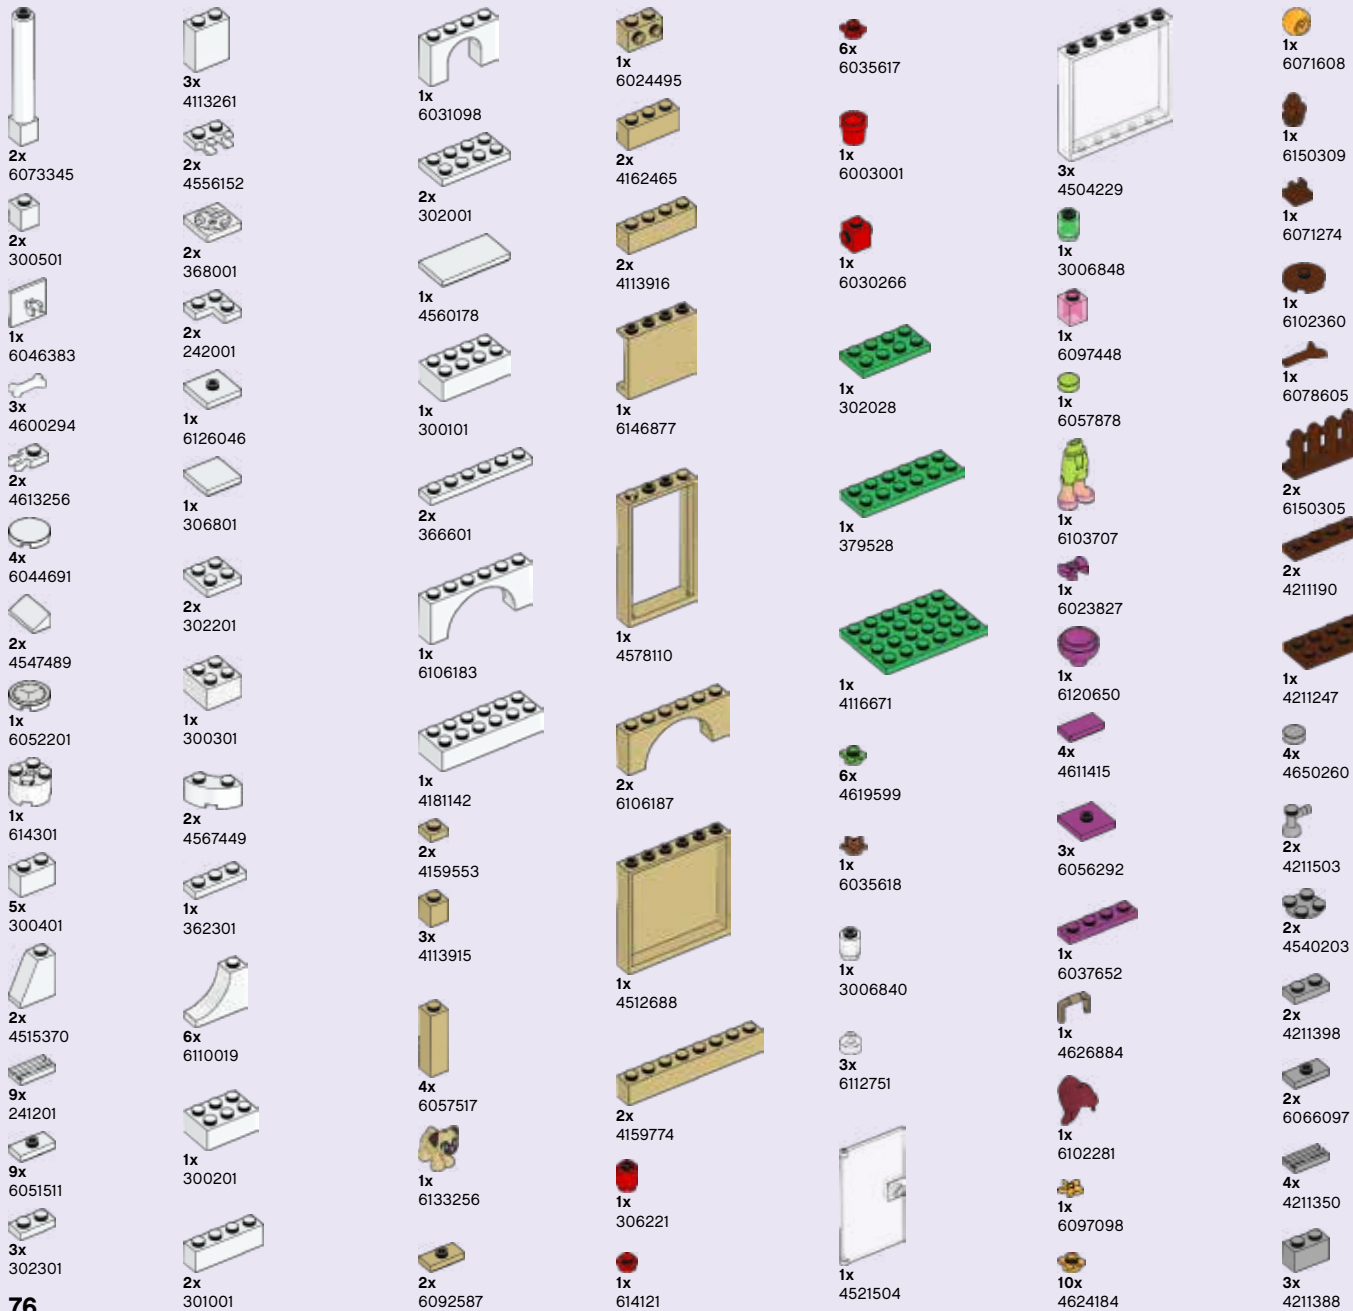 2x
6073345
2x
300501
1x
6046383
3x
4600294
2x
4613256
4x
6044691
2x
4547489
1x
6052201
1x
614301
5x
300401
2x
4515370
9x
241201
9x
6051511
3x
302301
76
3x
4113261
2x
4556152
2x
368001
2x
242001
1x
6126046
1x
306801
2x
302201
1x
300301
2x
4567449
1x
362301
6x
6110019
1x
300201
2x
301001
1x
6031098
2x
302001
1x
4560178
1x
300101
2x
366601
1x
6106183
1x
4181142
2x
4159553
3x
4113915
4x
6057517
1x
6133256
2x
6092587
1x
6024495
2x
4162465
2x
4113916
1x
6146877
1x
4578110
2x
6106187
1x
4512688
2x
4159774
1x
306221
1x
614121
6x
6035617
1x
6003001
1x
6030266
1x
302028
1x
379528
1x
4116671
6x
4619599
1x
6035618
1x
3006840
3x
6112751
1x
4521504
3x
4504229
1x
3006848
1x
6097448
1x
6057878
1x
6103707
1x
6023827
1x
6120650
4x
4611415
3x
6056292
1x
6037652
1x
4626884
1x
6102281
1x
6097098
10x
4624184
1x
6071608
1x
6150309
1x
6071274
1x
6102360
1x
6078605
2x
6150305
2x
4211190
1x
4211247
4x
4650260
2x
4211503
2x
4540203
2x
4211398
2x
6066097
4x
4211350
3x
4211388